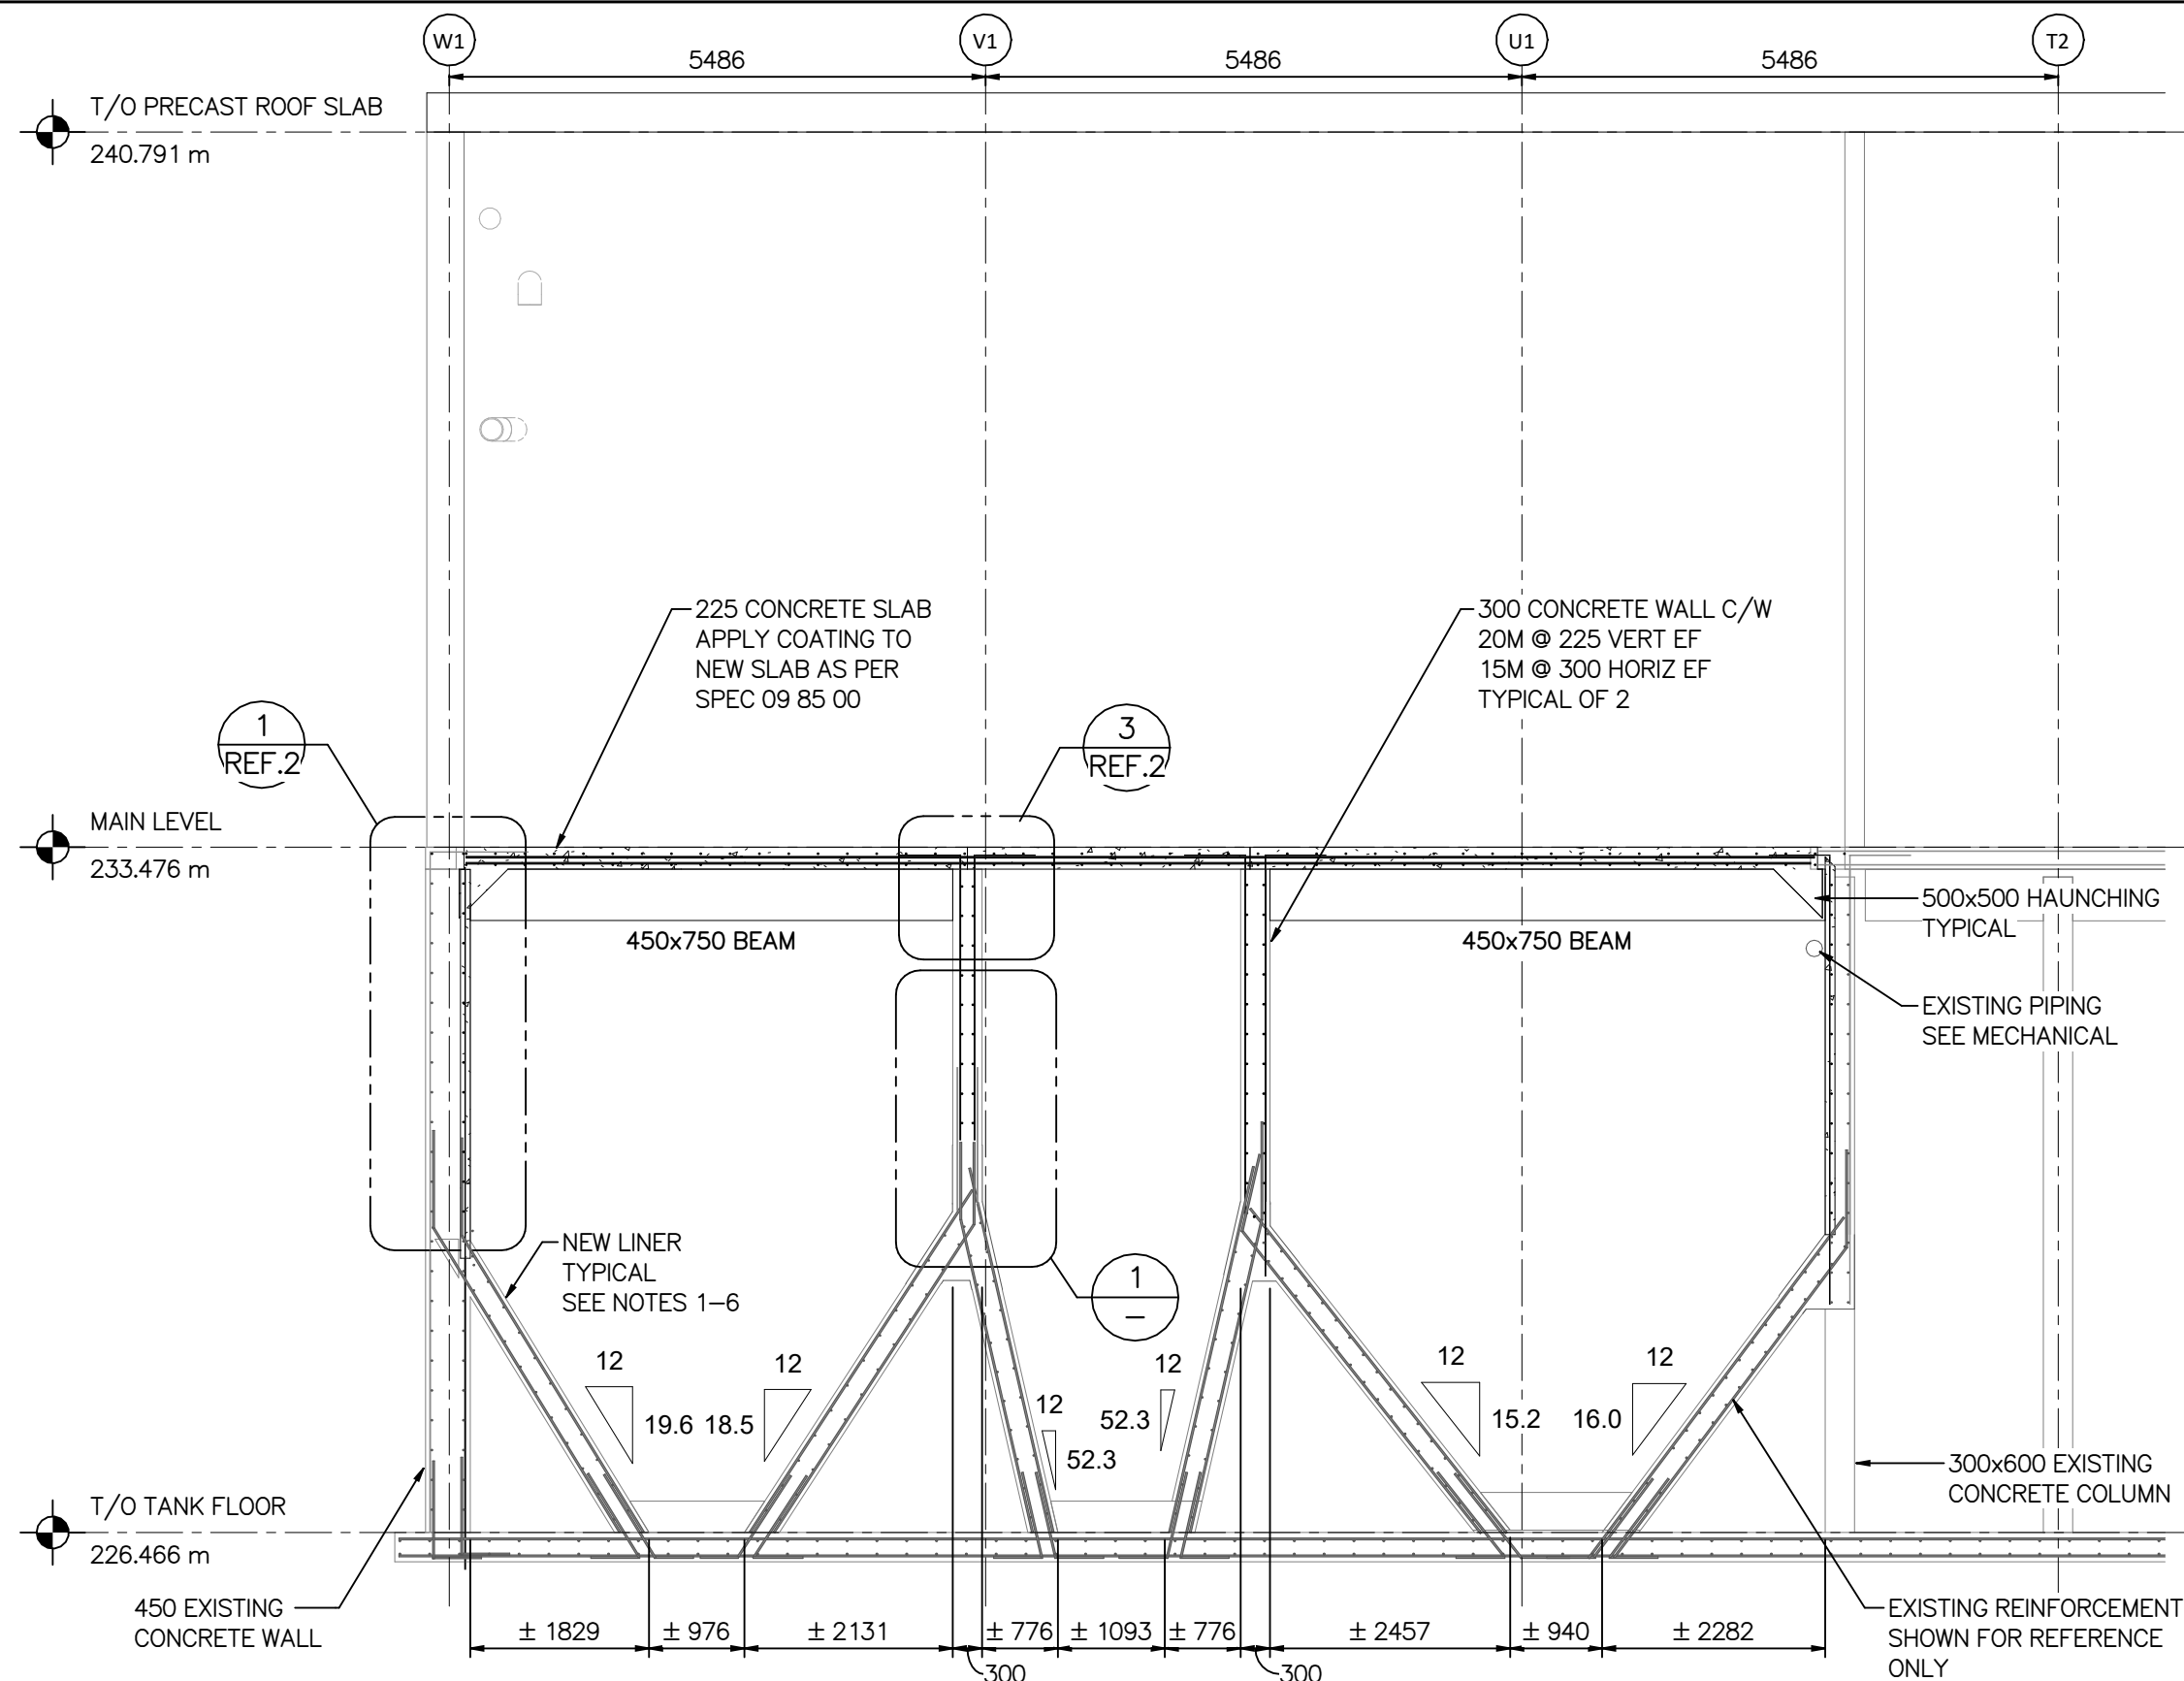 W1
V1
U1
T2
5486
5486
5486
T/O PRECAST ROOF SLAB
240.791 m
225 CONCRETE SLAB
APPLY COATING TO
NEW SLAB AS PER
SPEC 09 85 00
300 CONCRETE WALL C/W
20M @ 225 VERT EF
15M @ 300 HORIZ EF
TYPICAL OF 2
1
REF.2
3
REF.2
MAIN LEVEL
233.476 m
450x750 BEAM
450x750 BEAM
500x500 HAUNCHING
TYPICAL
EXISTING PIPING
SEE MECHANICAL
NEW LINER
TYPICAL
SEE NOTES 1–6
1
–
12
19.6
12
18.5
12
52.3
12
52.3
12
15.2
12
16.0
T/O TANK FLOOR
226.466 m
300x600 EXISTING
CONCRETE COLUMN
450 EXISTING
CONCRETE WALL
EXISTING REINFORCEMENT
SHOWN FOR REFERENCE
ONLY
± 1829
± 976
± 2131
300
± 776
± 1093
± 776
300
± 2457
± 940
± 2282